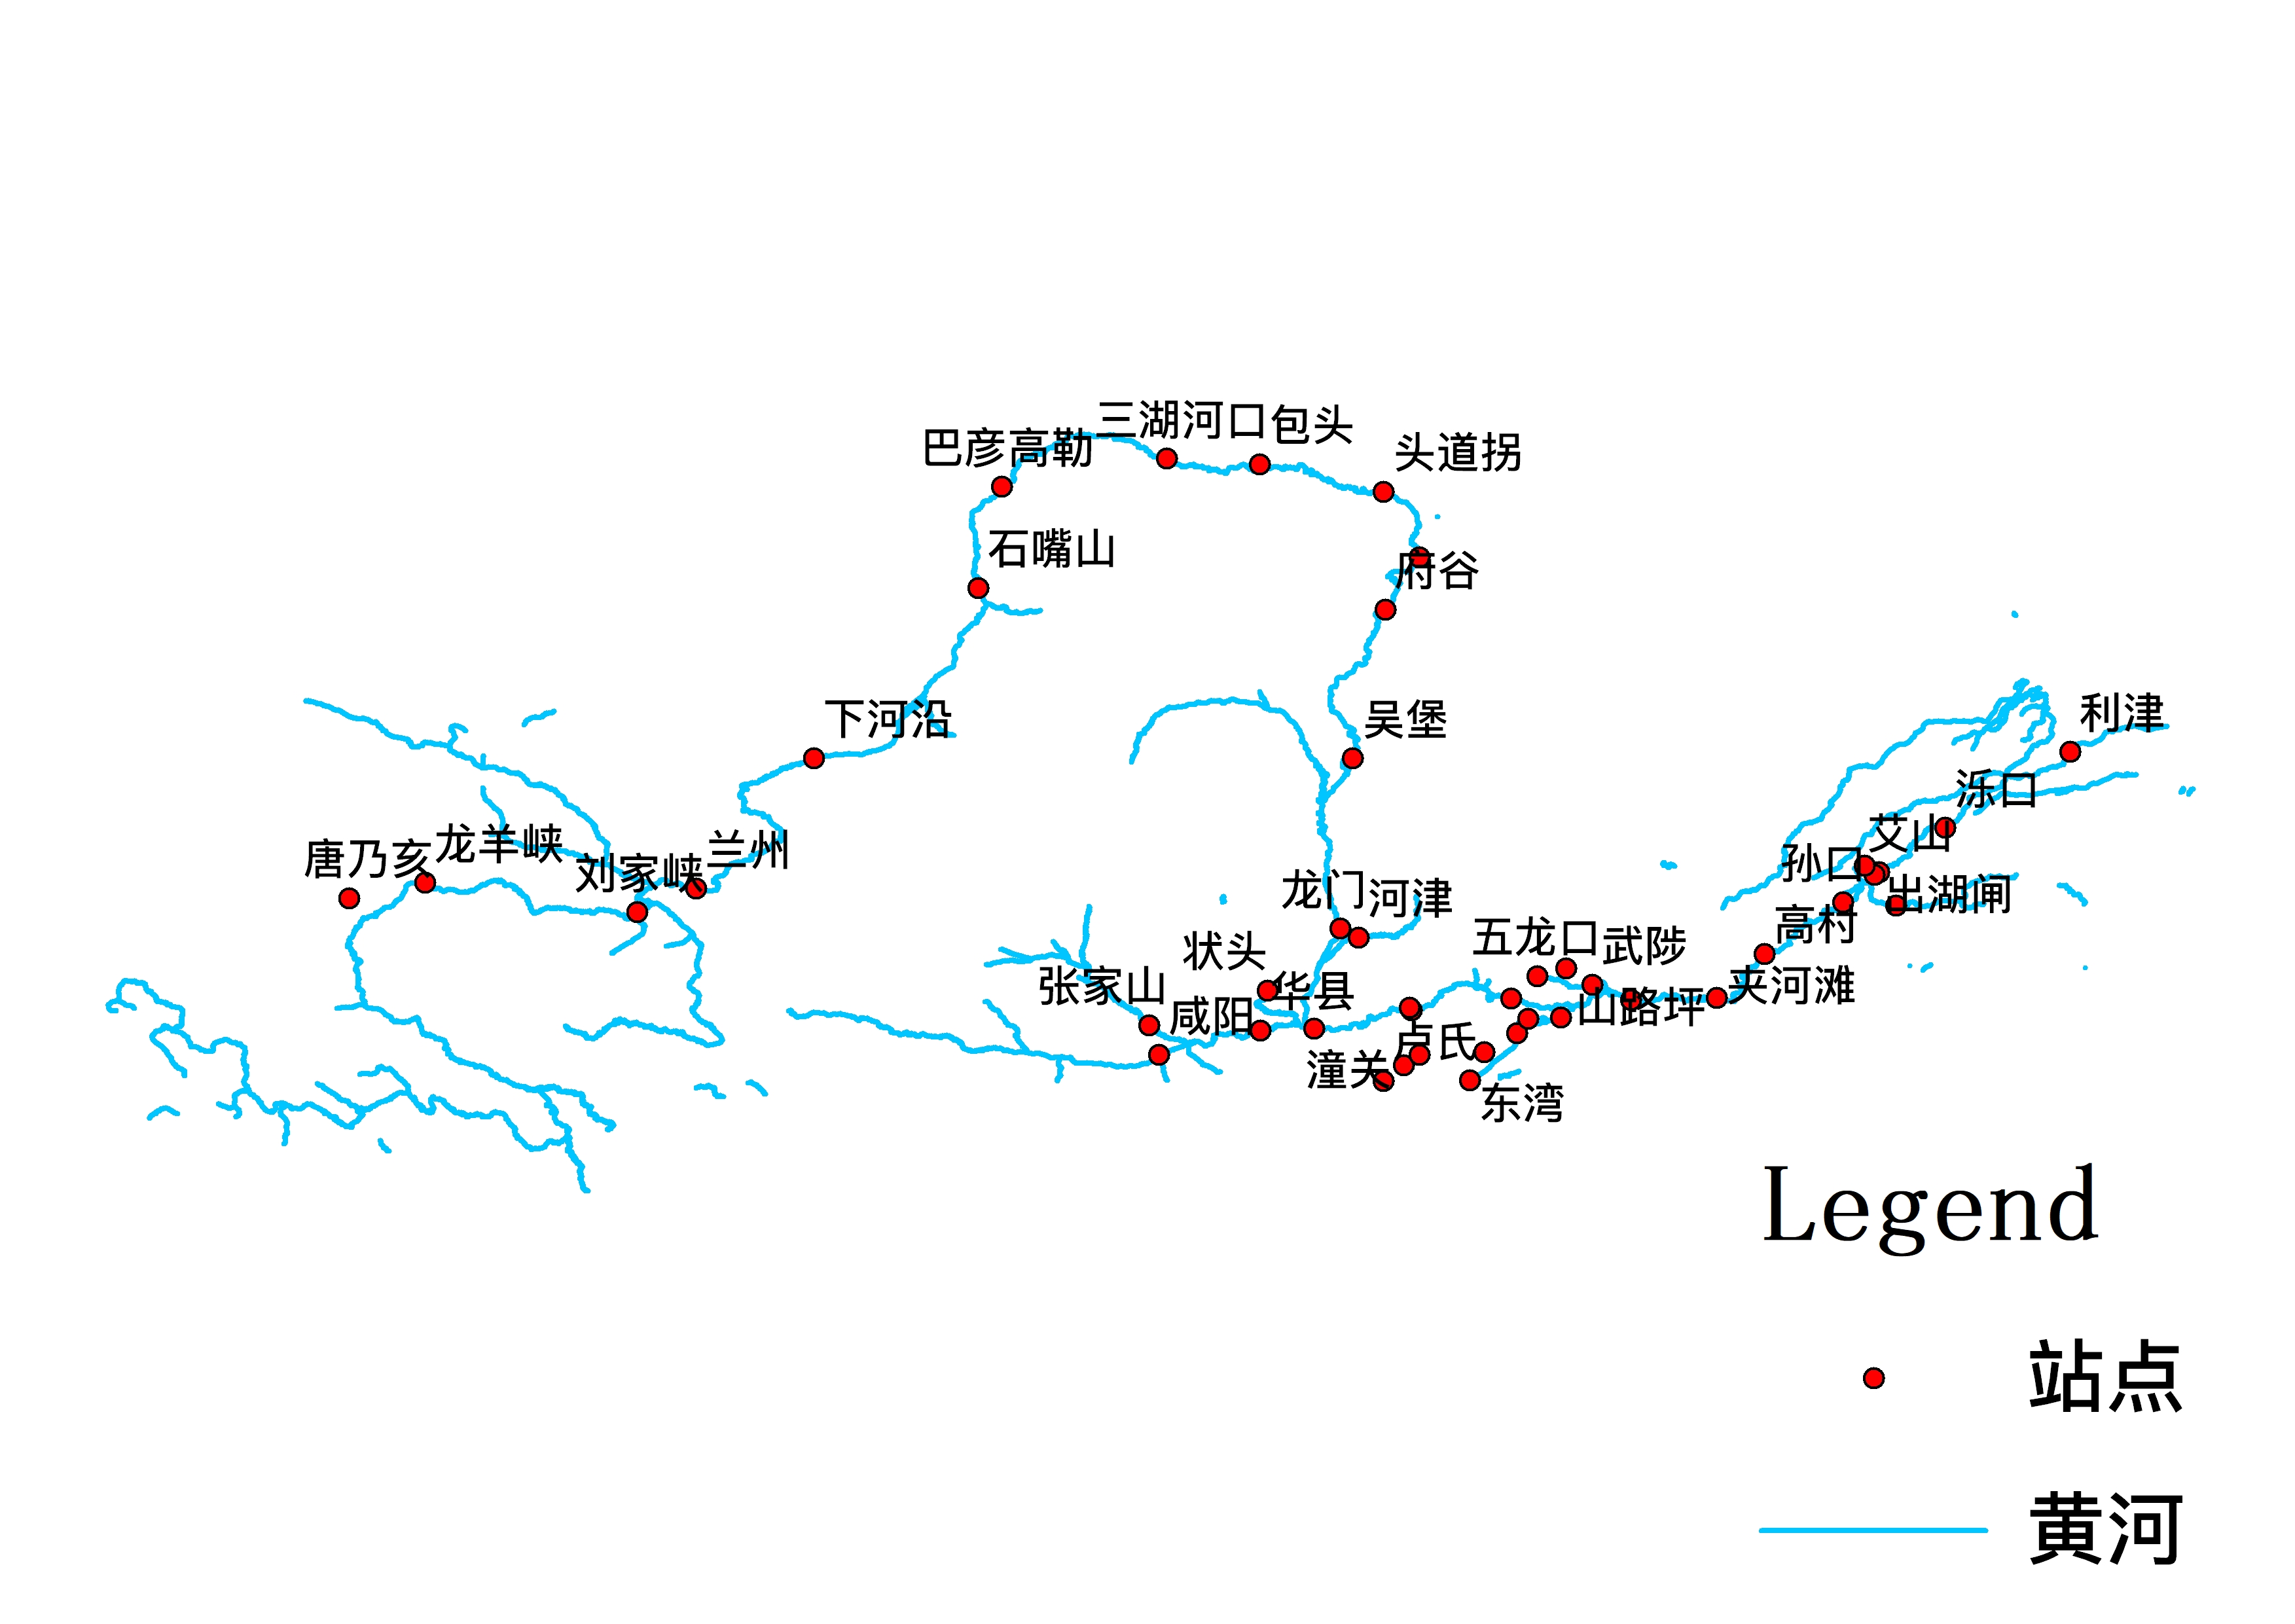 三湖河口
包头
巴彦高勒
头道拐
石嘴山
府谷
下河沿
吴堡
利津
泺口
艾山
唐乃亥
龙羊峡
刘家峡
兰州
孙口
出湖闸
龙门
河津
高村
状头
五龙口
武陟
张家山
华县
夹河滩
咸阳
山路坪
卢氏
潼关
东湾
Legend
站点
黄河